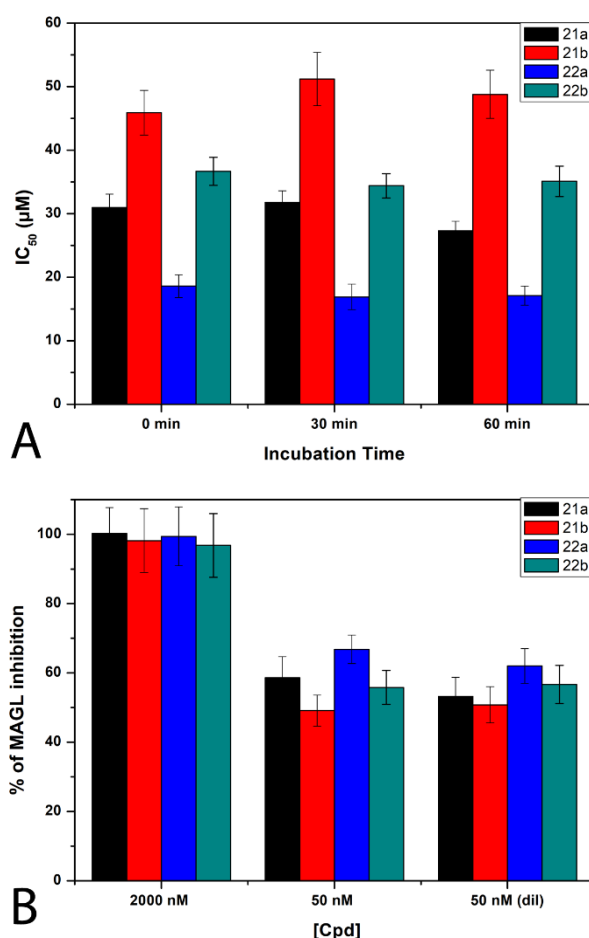 60
50
40
30
20
10
0
IC50 (µM)
21a
21b
22a
22b
0 min
30 min
60 min
Incubation Time
A
100
80
60
40
20
0
% of MAGL inhibition
21a
21b
22a
22b
2000 nM
50 nM
50 nM (dil)
[Cpd]
B